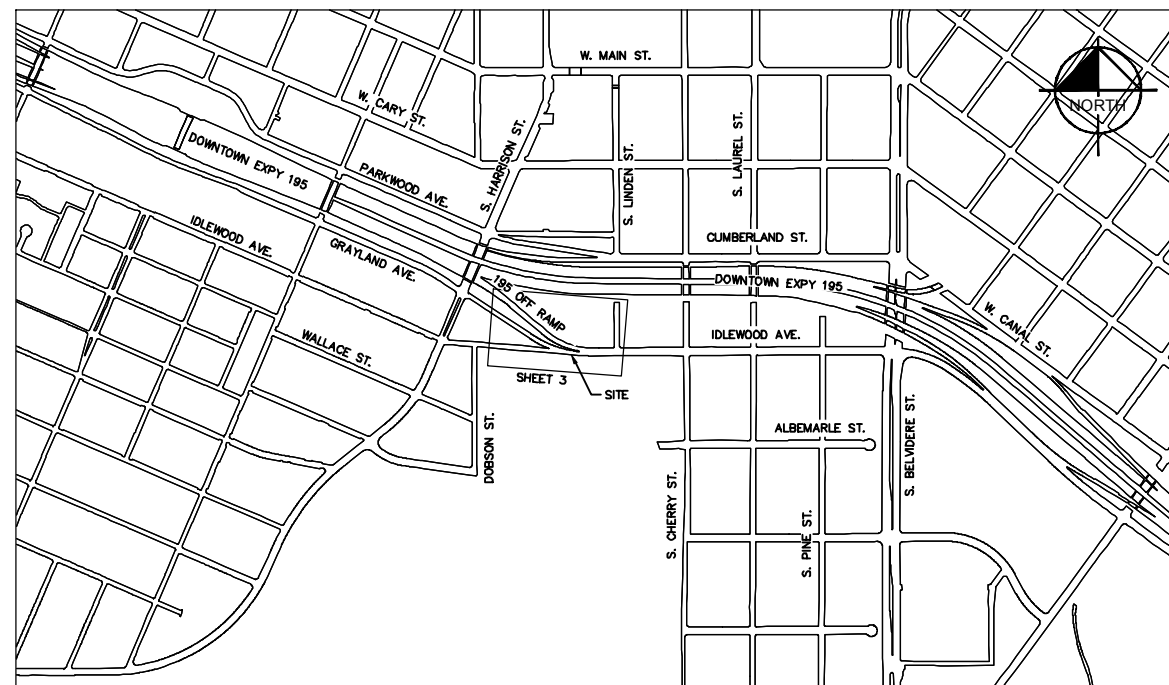 W. MAIN ST.
W. CARY ST.
NORTH
S. HARRISON ST.
S. LINDEN ST.
S. LAUREL ST.
DOWNTOWN EXPY 195
PARKWOOD AVE.
IDLEWOOD AVE.
GRAYLAND AVE.
CUMBERLAND ST.
195 OFF RAMP
DOWNTOWN EXPY 195
W. CANAL ST.
WALLACE ST.
IDLEWOOD AVE.
SHEET 3
SITE
DOBSON ST.
ALBEMARLE ST.
S. BELVIDERE ST.
S. CHERRY ST.
S. PINE ST.